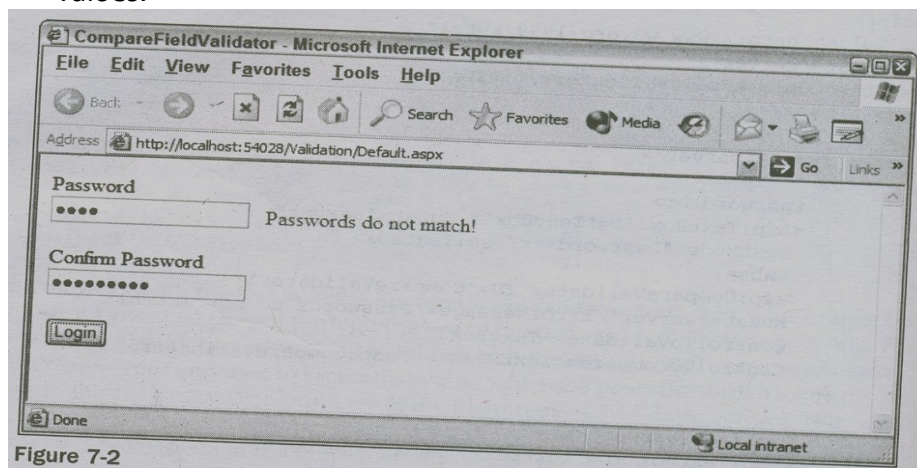 values.
CompareFieldValidator - Microsoft Internet Explorer
File Edit View Favorites Tools Help
Back Search Favorites Media
Address http://localhost:54028/Validation/Default.aspx Go Links
Password
Passwords do not match!
Confirm Password
Login
Done Local intranet
Figure 7-2